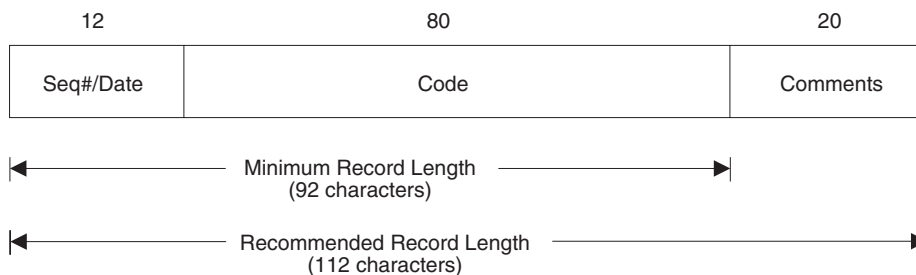 12 80 20
Seq#/Date Code Comments
Minimum Record Length
(92 characters)
Recommended Record Length
(112 characters)